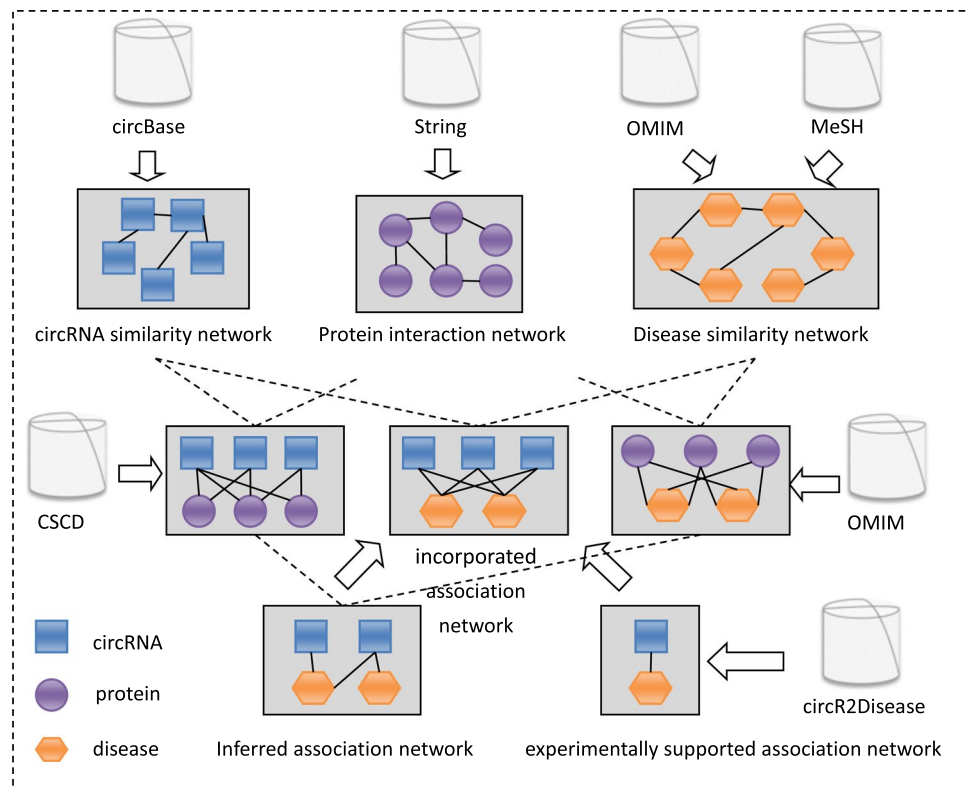 circBase
String
OMIM
MeSH
circRNA similarity network
Protein interaction network
Disease similarity network
CSCD
OMIM
incorporated
association
network
circRNA
protein
disease
circR2Disease
Inferred association network
experimentally supported association network